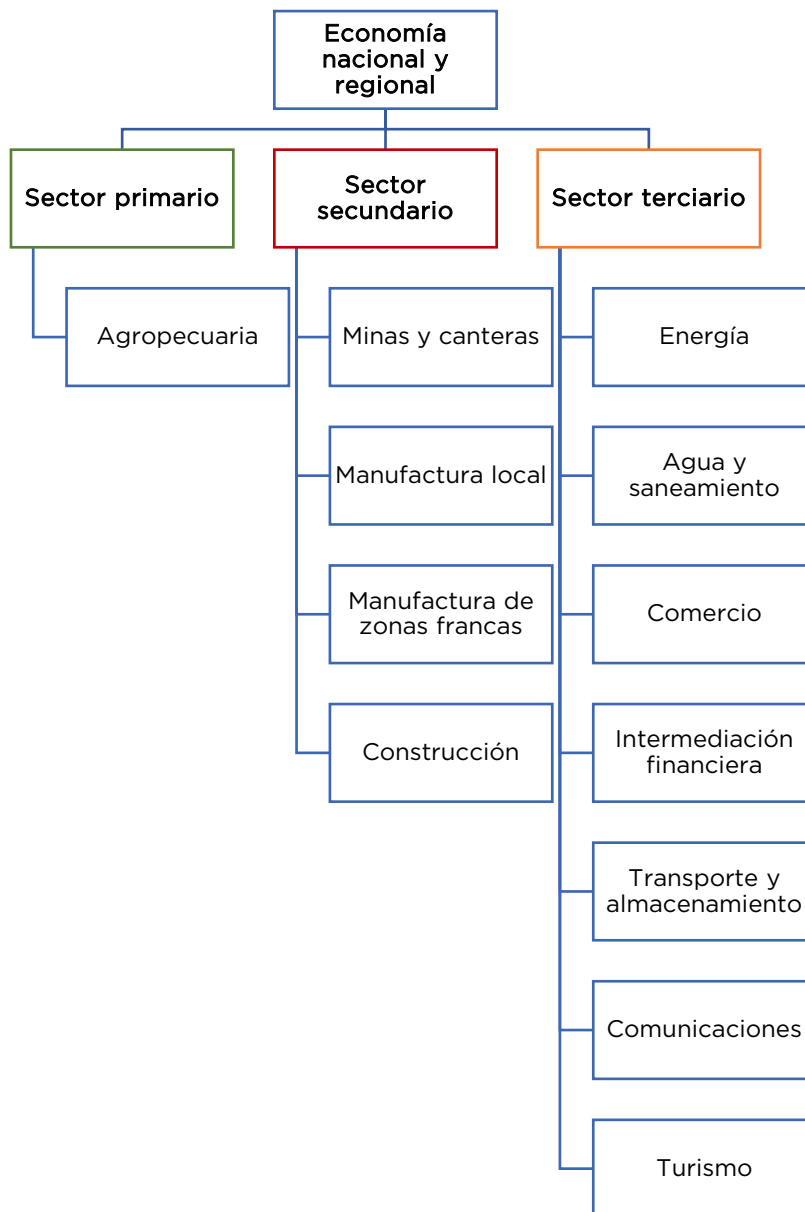 Economía
nacional y
regional
Sector primario
Sector
secundario
Sector terciario
Agropecuaria
Minas y canteras
Manufactura local
Manufactura de
zonas francas
Construcción
Energía
Agua y
saneamiento
Comercio
Intermediación
financiera
Transporte y
almacenamiento
Comunicaciones
Turismo